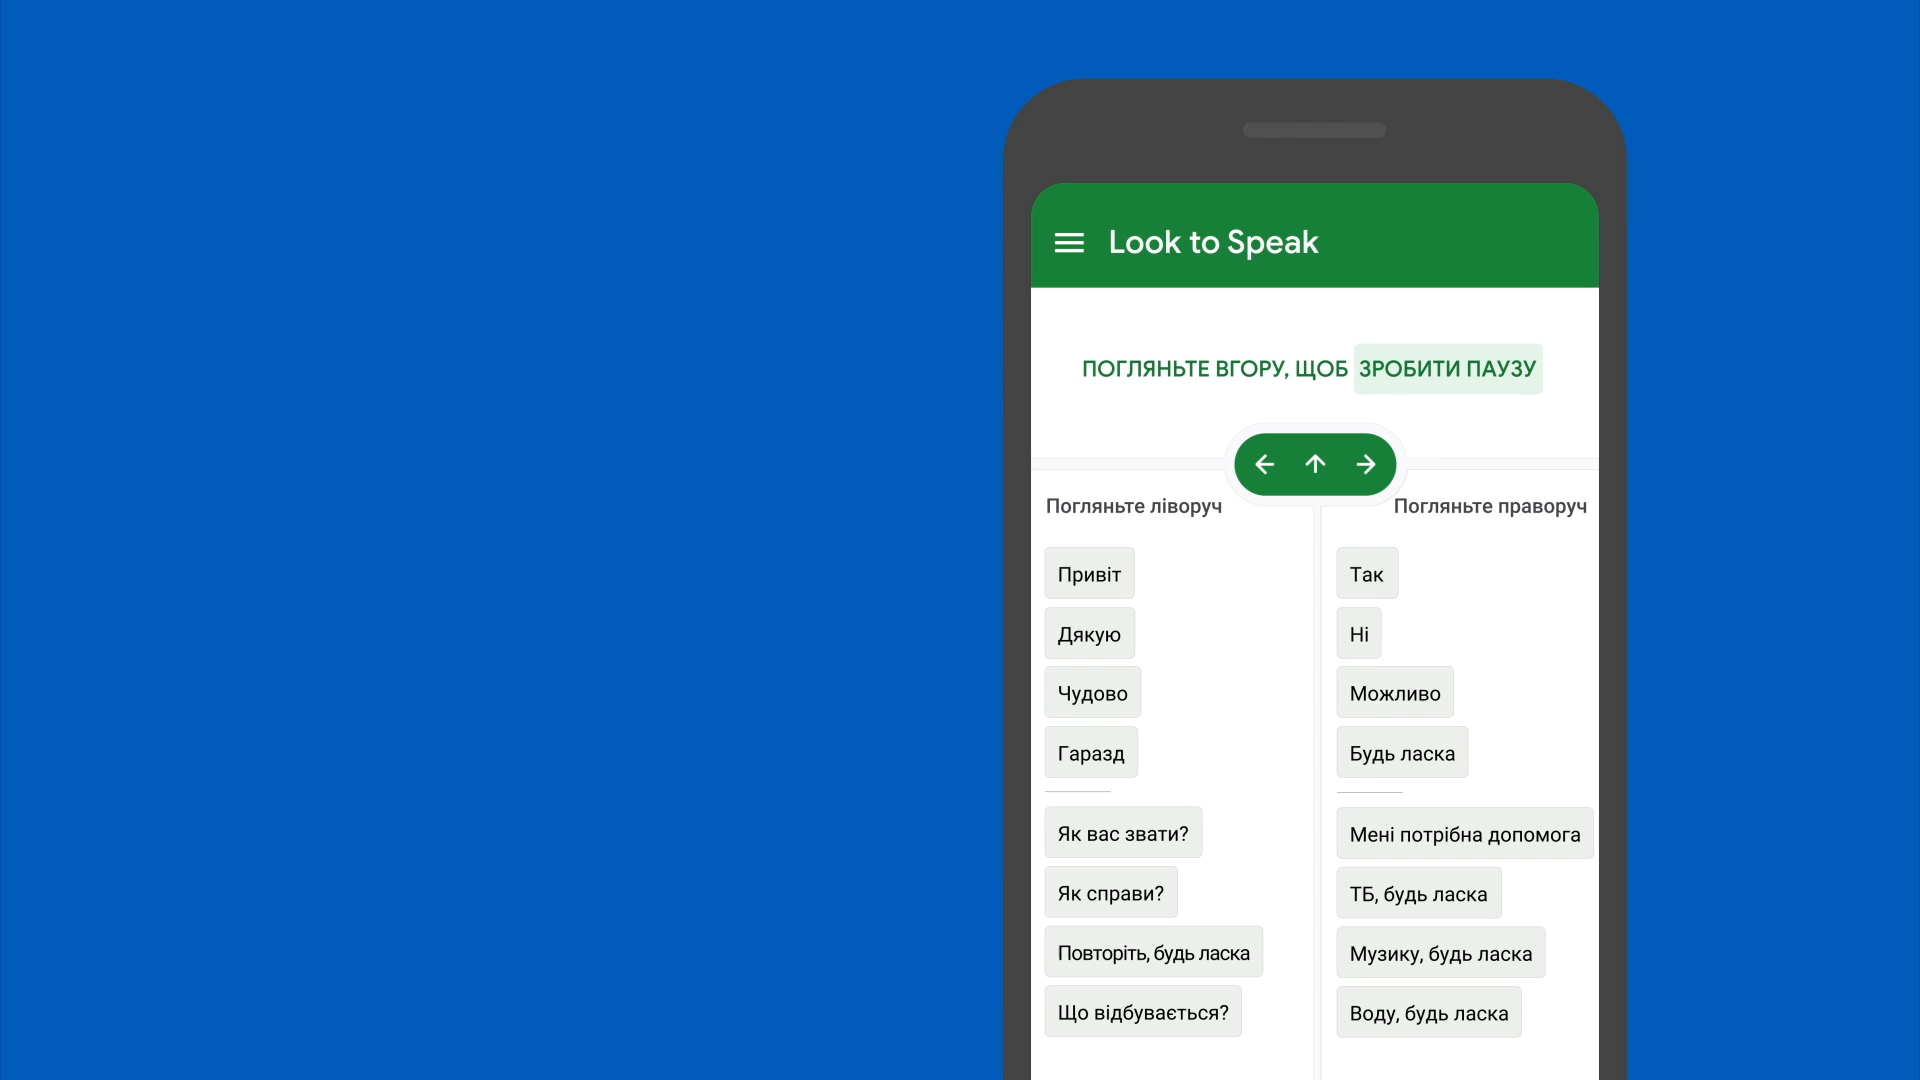 Look to Speak
ПОГЛЯНЬТЕ ВГОРУ, ЩОБ ЗРОБИТИ ПАУЗУ
Погляньте ліворуч
Привіт
Дякую
Чудово
Гаразд
Як вас звати?
Як справи?
Повторіть, будь ласка
Що відбувається?
Погляньте праворуч
Так
Ні
Можливо
Будь ласка
Мені потрібна допомога
ТБ, будь ласка
Музику, будь ласка
Воду, будь ласка